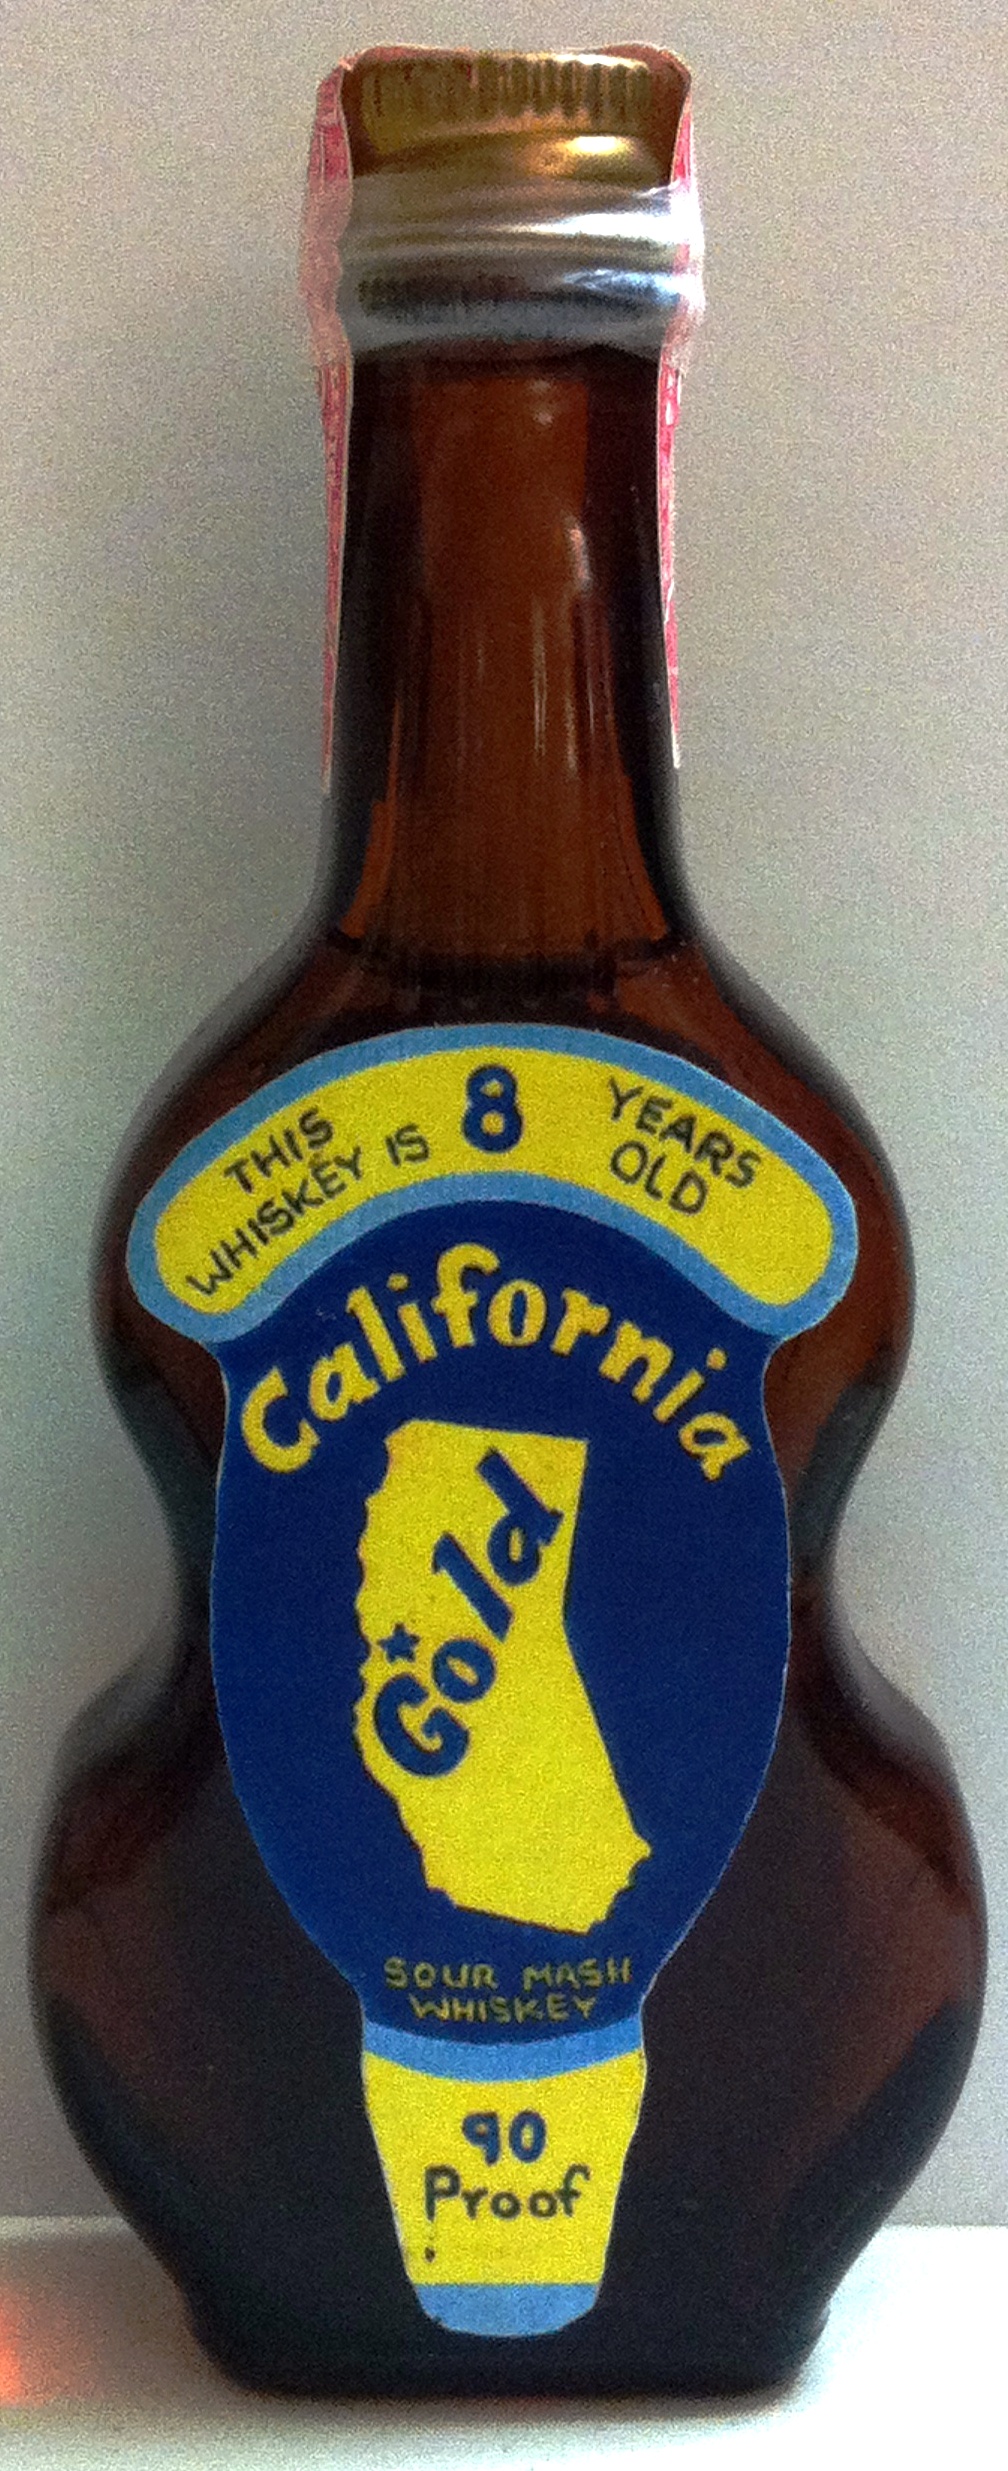 THIS
WHISKEY IS 8 YEARS
OLD
California
Gold
SOUR MASH
WHISKEY
90
Proof